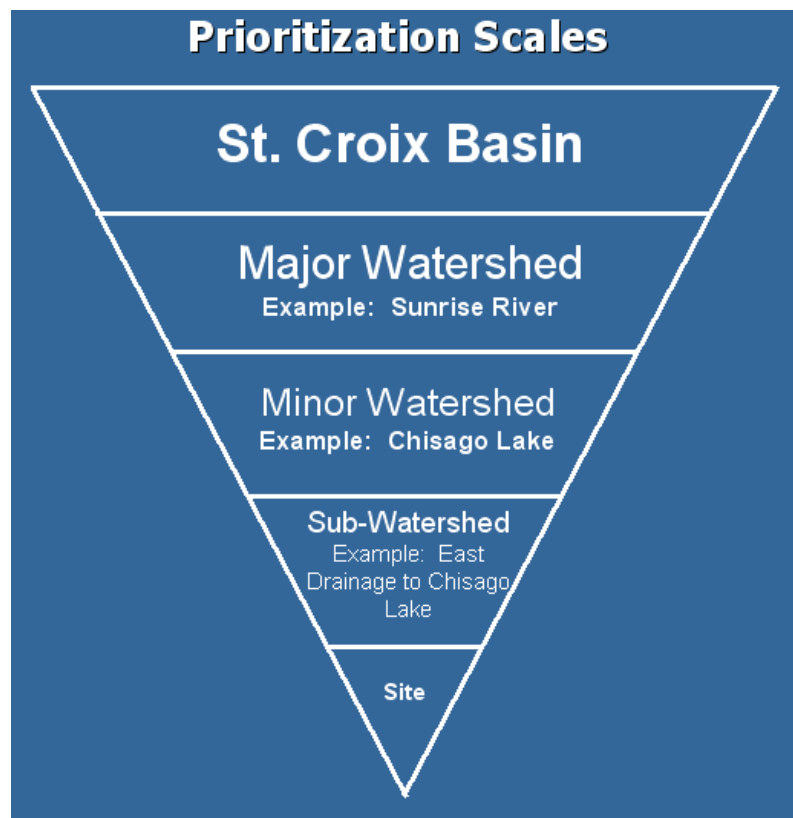 Prioritization Scales
St. Croix Basin
Major Watershed
Example:  Sunrise River
Minor Watershed
Example:  Chisago Lake
Sub-Watershed
Example:  East
Drainage to Chisago
Lake
Site